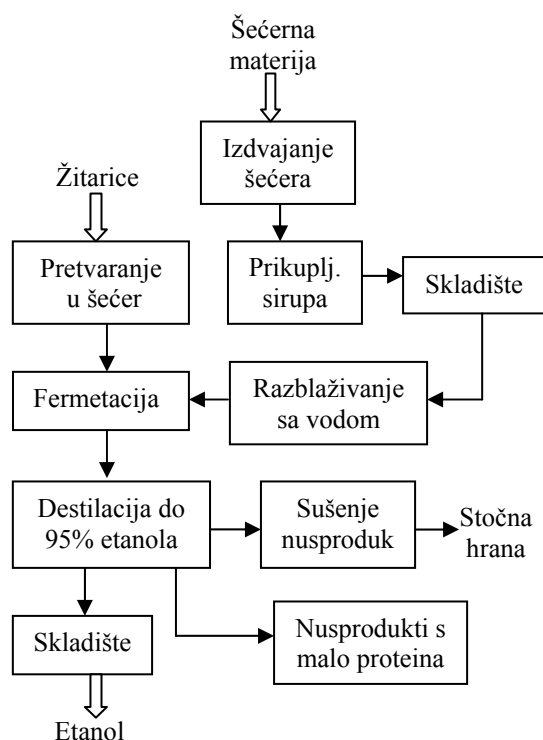 Šećerna
materija
Izdvajanje
šećera
Žitarice
Pretvaranje
u šećer
Prikuplj.
sirupa
Skladište
Fermetacija
Razblaživanje
sa vodom
Destilacija do
95% etanola
Sušenje
nusproduk
Stočna
hrana
Skladište
Nusprodukti s
malo proteina
Etanol